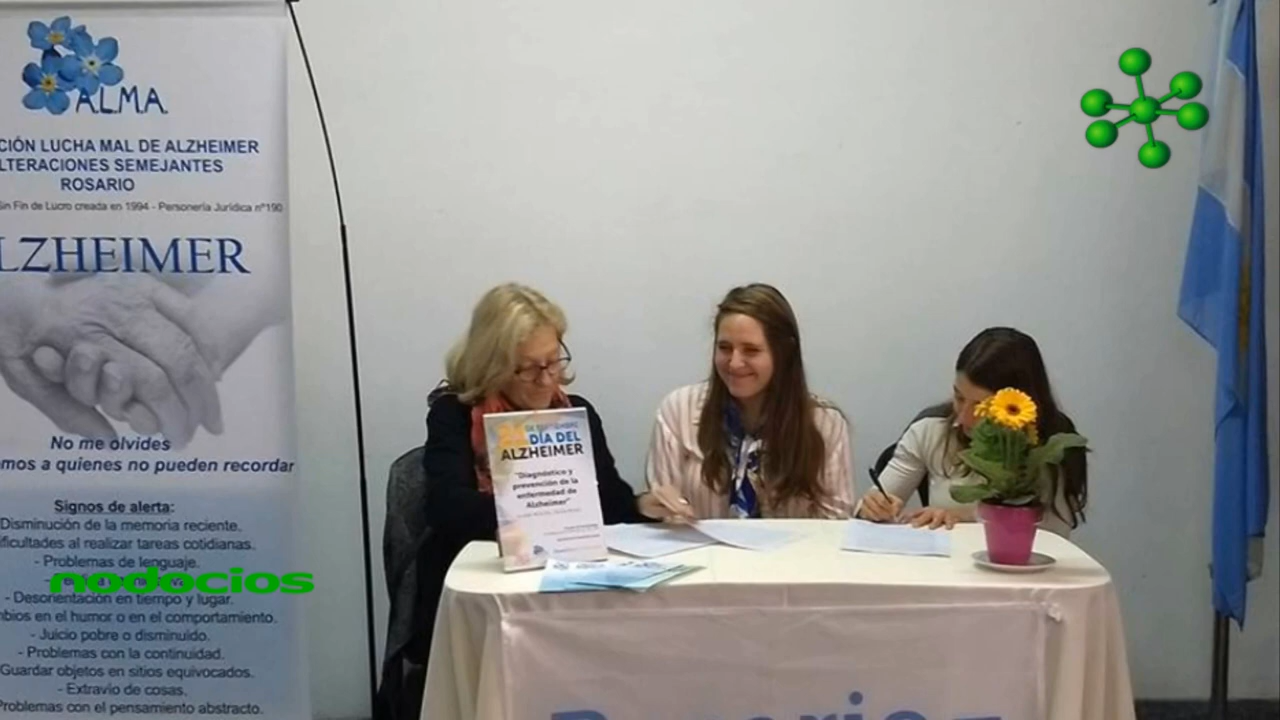 A.L.M.A.
CIÓN LUCHA MAL DE ALZHEIMER
LTERACIONES SEMEJANTES
ROSARIO
Sin Fin de Lucro creada en 1994 - Personería Jurídica nº190
LZHEIMER
No me olvides
mos a quienes no pueden recordar
Signos de alerta:
Disminución de la memoria reciente.
ificultades al realizar tareas cotidianas.
- Problemas de lenguaje.
nodocios
- Desorientación en tiempo y lugar.
mbios en el humor o en el comportamiento.
- Juicio pobre o disminuido.
- Problemas con la continuidad.
Guardar objetos en sitios equivocados.
- Extravío de cosas.
Problemas con el pensamiento abstracto.
21 DE SEPTIEMBRE
DÍA DEL
ALZHEIMER
"Diagnóstico y
prevención de la
enfermedad de
Alzheimer"